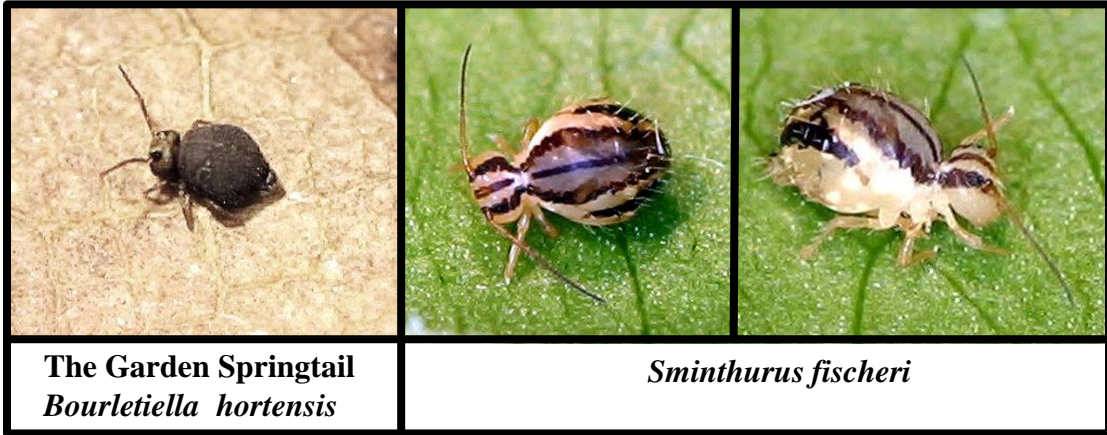 The Garden Springtail
Bourletiella hortensis
Sminthurus fischeri